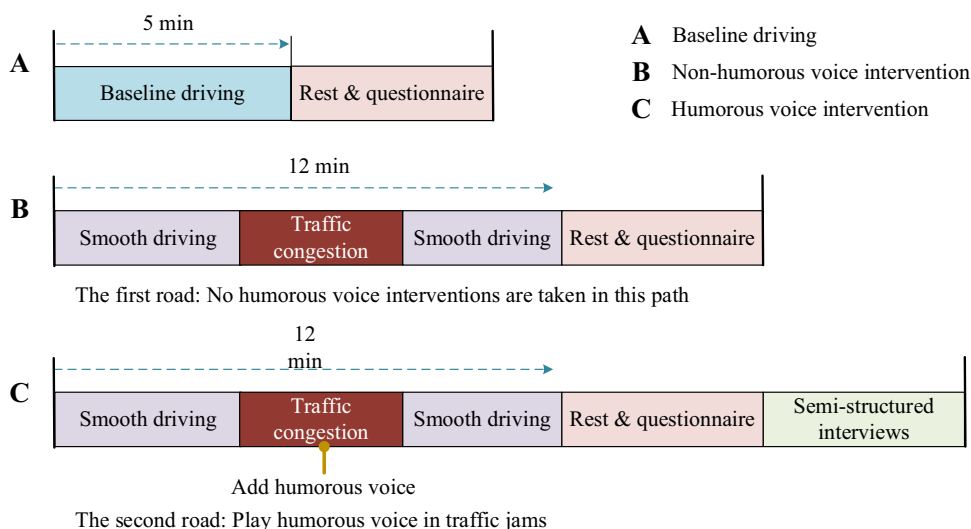 5 min
A
Baseline driving
Rest & questionnaire
A Baseline driving
B Non-humorous voice intervention
C Humorous voice intervention
12 min
B
Smooth driving
Traffic
congestion
Smooth driving
Rest & questionnaire
The first road: No humorous voice interventions are taken in this path
12
min
C
Smooth driving
Traffic
congestion
Smooth driving
Rest & questionnaire
Semi-structured
interviews
Add humorous voice
The second road: Play humorous voice in traffic jams